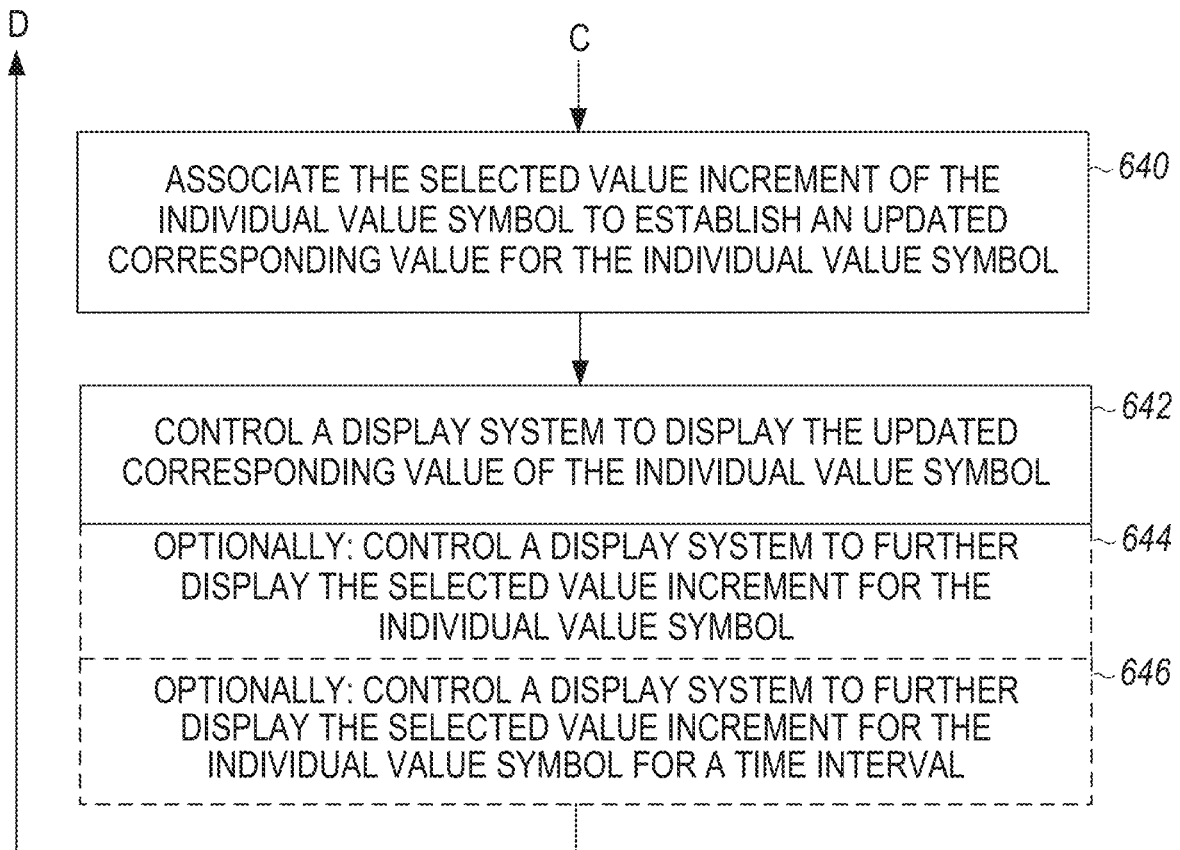 D
C
ASSOCIATE THE SELECTED VALUE INCREMENT OF THE
INDIVIDUAL VALUE SYMBOL TO ESTABLISH AN UPDATED
CORRESPONDING VALUE FOR THE INDIVIDUAL VALUE SYMBOL
640
CONTROL A DISPLAY SYSTEM TO DISPLAY THE UPDATED
CORRESPONDING VALUE OF THE INDIVIDUAL VALUE SYMBOL
642
OPTIONALLY: CONTROL A DISPLAY SYSTEM TO FURTHER
DISPLAY THE SELECTED VALUE INCREMENT FOR THE
INDIVIDUAL VALUE SYMBOL
644
OPTIONALLY: CONTROL A DISPLAY SYSTEM TO FURTHER
DISPLAY THE SELECTED VALUE INCREMENT FOR THE
INDIVIDUAL VALUE SYMBOL FOR A TIME INTERVAL
646